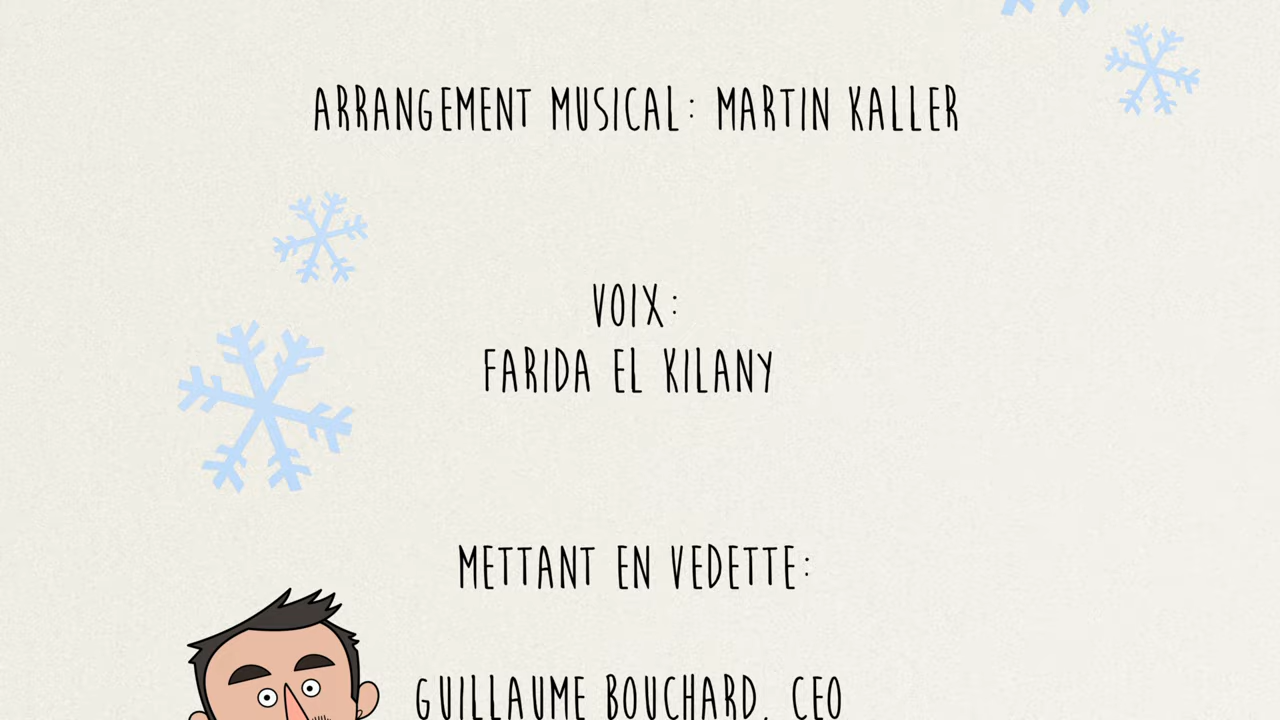 ARRANGEMENT MUSICAL: MARTIN KALLER
VOIX:
FARIDA EL KILANY
METTANT EN VEDETTE:
GUILLAUME BOUCHARD, CEO